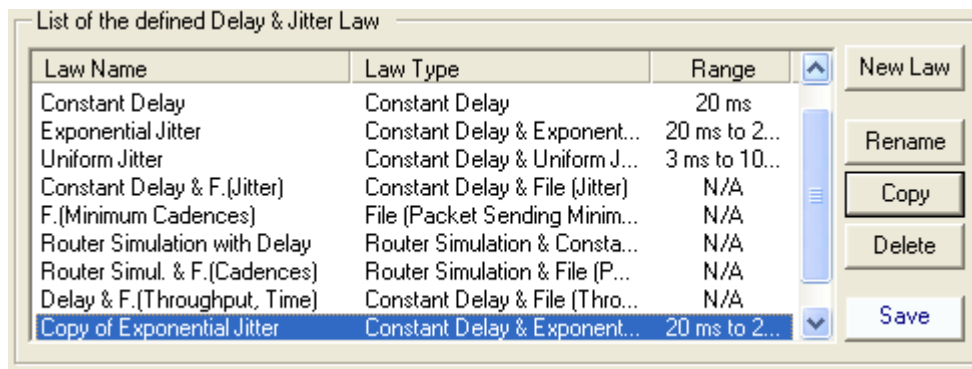 List of the defined Delay & Jitter Law
Law Name Law Type Range
Constant Delay Constant Delay 20 ms
Exponential Jitter Constant Delay & Exponent... 20 ms to 2...
Uniform Jitter Constant Delay & Uniform J... 3 ms to 10...
Constant Delay & F.(Jitter) Constant Delay & File (Jitter) N/A
F.(Minimum Cadences) File (Packet Sending Minim... N/A
Router Simulation with Delay Router Simulation & Consta... N/A
Router Simul. & F.(Cadences) Router Simulation & File (P... N/A
Delay & F.(Throughput, Time) Constant Delay & File (Thro... N/A
Copy of Exponential Jitter Constant Delay & Exponent... 20 ms to 2...
New Law
Rename
Copy
Delete
Save